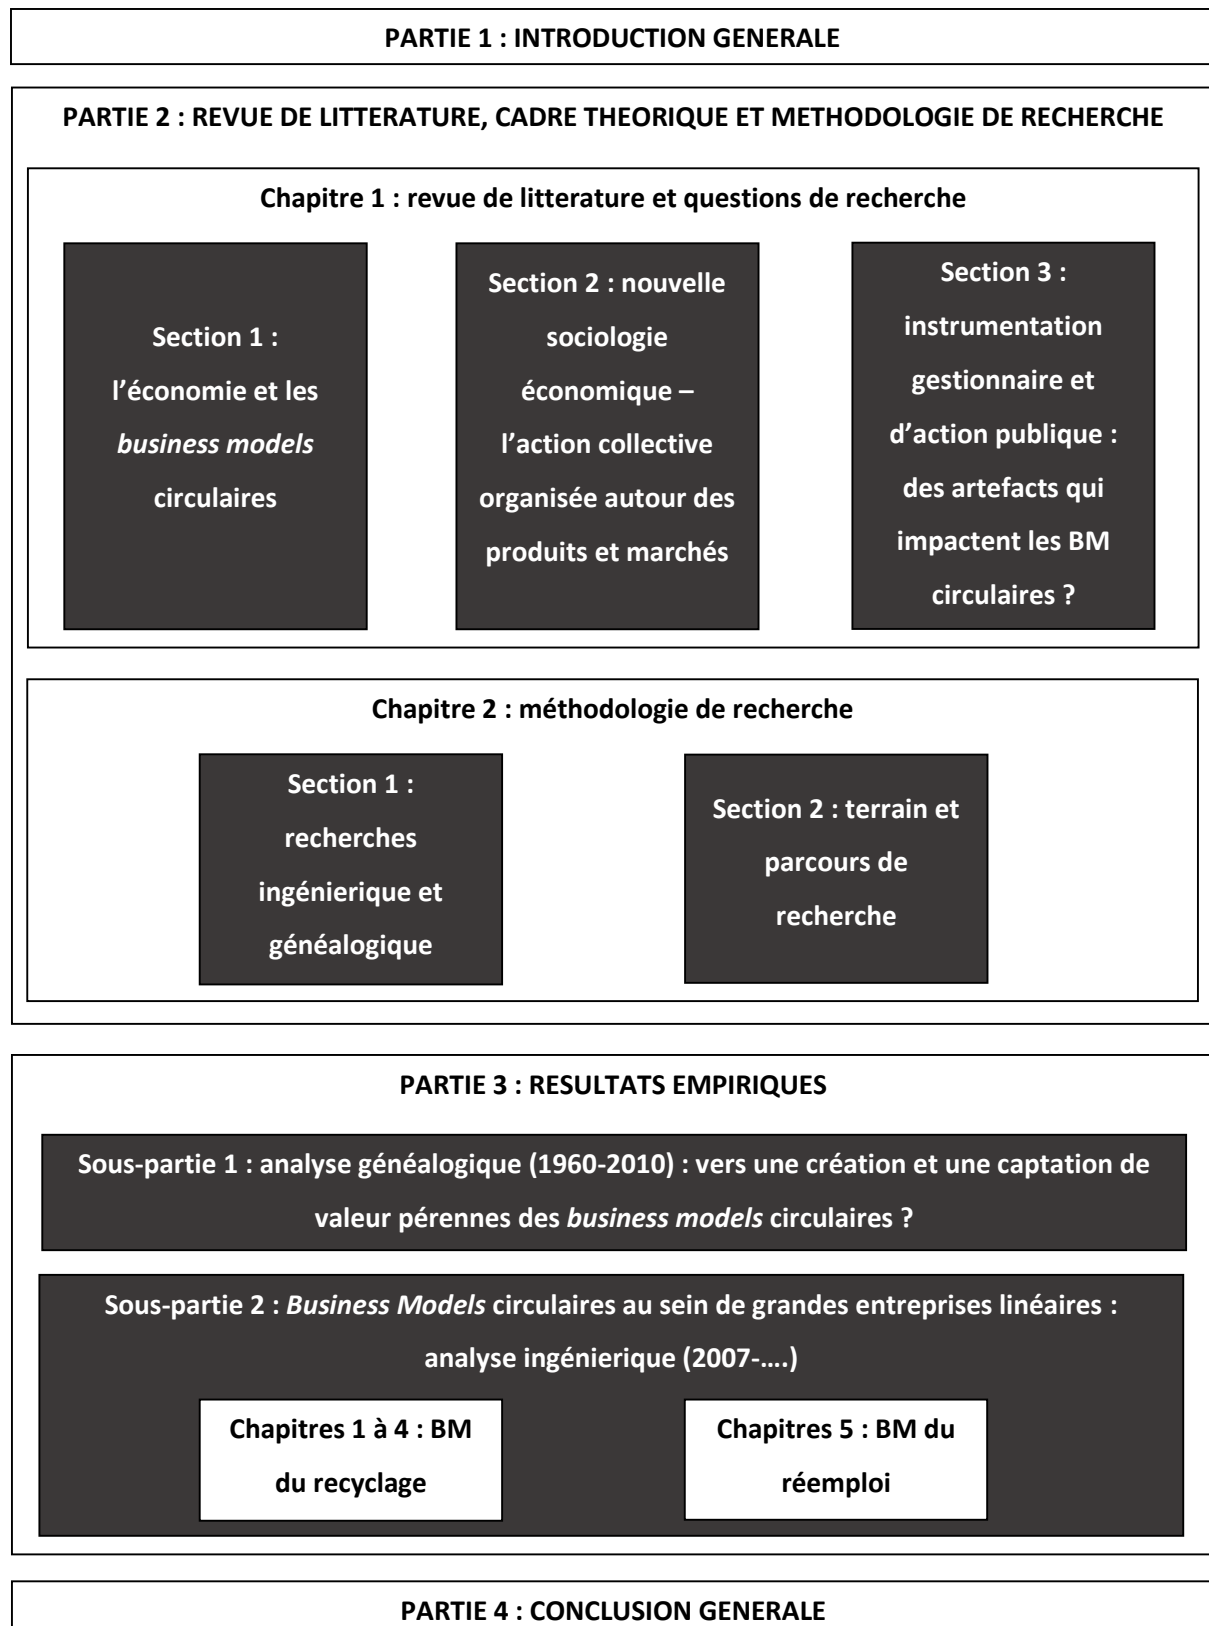 PARTIE 1 : INTRODUCTION GENERALE
PARTIE 2 : REVUE DE LITTERATURE, CADRE THEORIQUE ET METHODOLOGIE DE RECHERCHE
Chapitre 1 : revue de litterature et questions de recherche
Section 1 :
l’économie et les
business models
circulaires
Section 2 : nouvelle
sociologie
économique –
l’action collective
organisée autour des
produits et marchés
Section 3 :
instrumentation
gestionnaire et
d’action publique :
des artefacts qui
impactent les BM
circulaires ?
Chapitre 2 : méthodologie de recherche
Section 1 :
recherches
ingénierique et
généalogique
Section 2 : terrain et
parcours de
recherche
PARTIE 3 : RESULTATS EMPIRIQUES
Sous-partie 1 : analyse généalogique (1960-2010) : vers une création et une captation de
valeur pérennes des business models circulaires ?
Sous-partie 2 : Business Models circulaires au sein de grandes entreprises linéaires :
analyse ingénierique (2007-….)
Chapitres 1 à 4 : BM
du recyclage
Chapitres 5 : BM du
réemploi
PARTIE 4 : CONCLUSION GENERALE